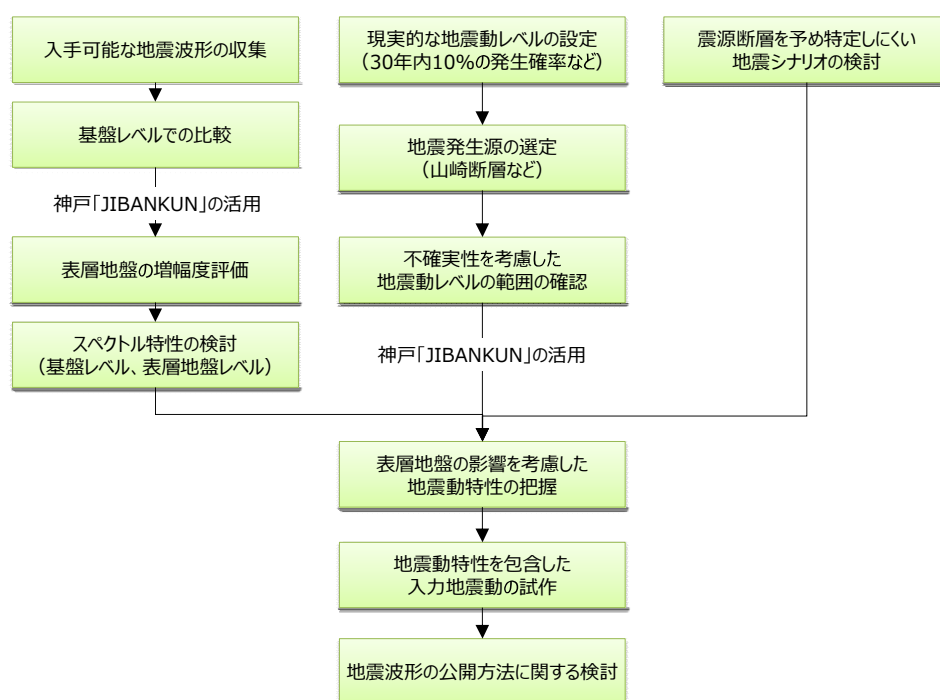 入手可能な地震波形の収集
基盤レベルでの比較
神戸「JIBANKUN」の活用
表層地盤の増幅度評価
スペクトル特性の検討
（基盤レベル、表層地盤レベル）
現実的な地震動レベルの設定
（30年内10%の発生確率など）
地震発生源の選定
（山崎断層など）
不確実性を考慮した
地震動レベルの範囲の確認
神戸「JIBANKUN」の活用
震源断層を予め特定しにくい
地震シナリオの検討
表層地盤の影響を考慮した
地震動特性の把握
地震動特性を包含した
入力地震動の試作
地震波形の公開方法に関する検討